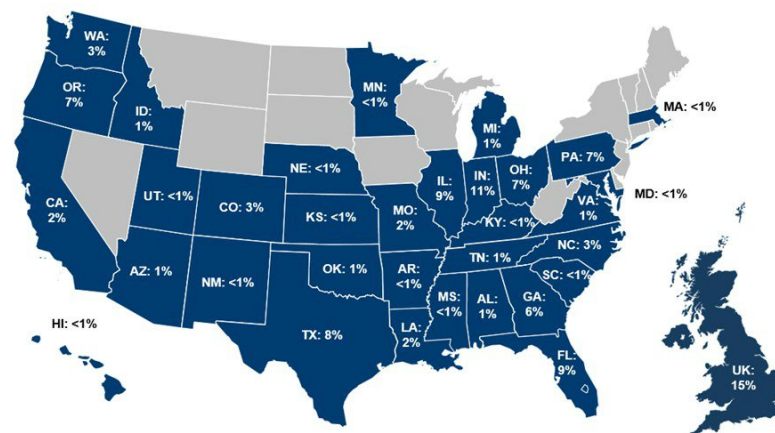 WA:
3%
OR:
7%
ID:
1%
MN:
<1%
MA: <1%
MI:
1%
PA: 7%
NE: <1%
IL:
9%
IN:
11%
OH:
7%
MD: <1%
CA:
2%
UT: <1%
CO: 3%
KS: <1%
MO:
2%
KY: <1%
VA:
1%
NC: 3%
TN: 1%
AZ: 1%
NM: <1%
OK: 1%
AR:
<1%
SC: <1%
MS:
<1%
AL:
1%
GA:
6%
HI: <1%
TX: 8%
LA:
2%
FL:
9%
UK:
15%